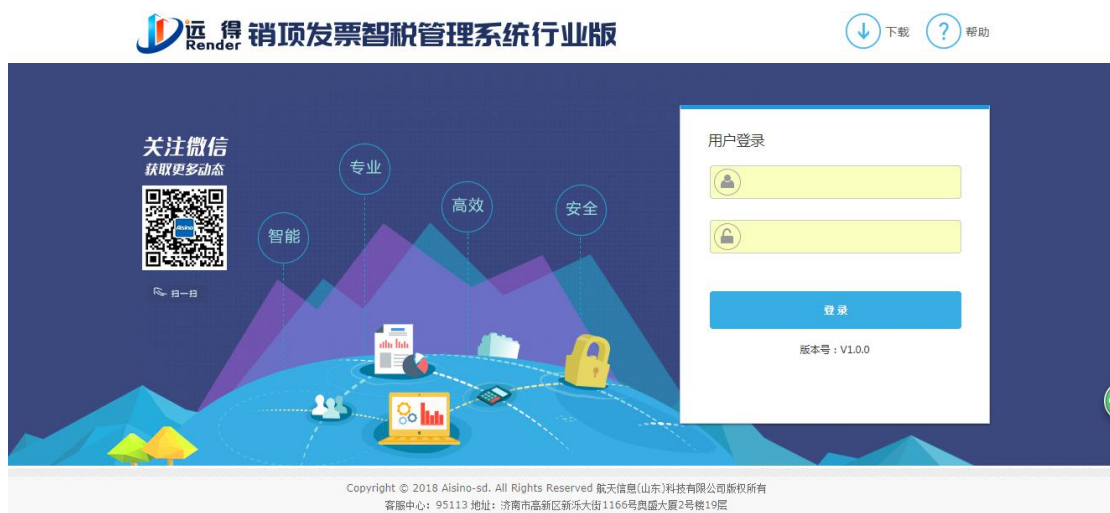 远得
Render
销项发票智税管理系统行业版
下载
帮助
关注微信
获取更多动态
Aisino
扫一扫
智能
专业
高效
安全
用户登录
登录
版本号：V1.0.0
Copyright © 2018 Aisino-sd. All Rights Reserved 航天信息(山东)科技有限公司版权所有
客服中心：95113 地址：济南市高新区新泺大街1166号奥盛大厦2号楼19层